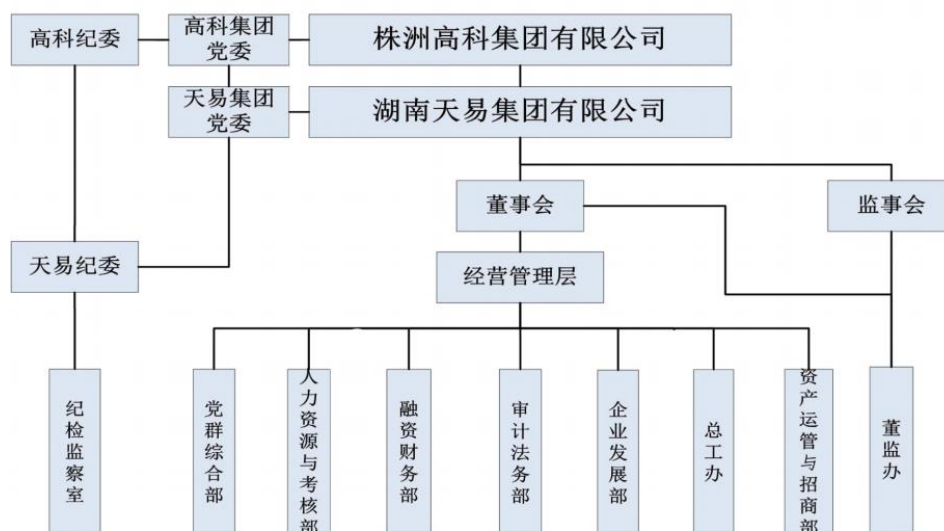 高科纪委
高科集团
党委
株洲高科集团有限公司
天易集团
党委
湖南天易集团有限公司
董事会
监事会
天易纪委
经营管理层
纪检监察室
党群综合部
人力资源与考核部
融资财务部
审计法务部
企业发展部
总工办
资产运管与招商部
董监办